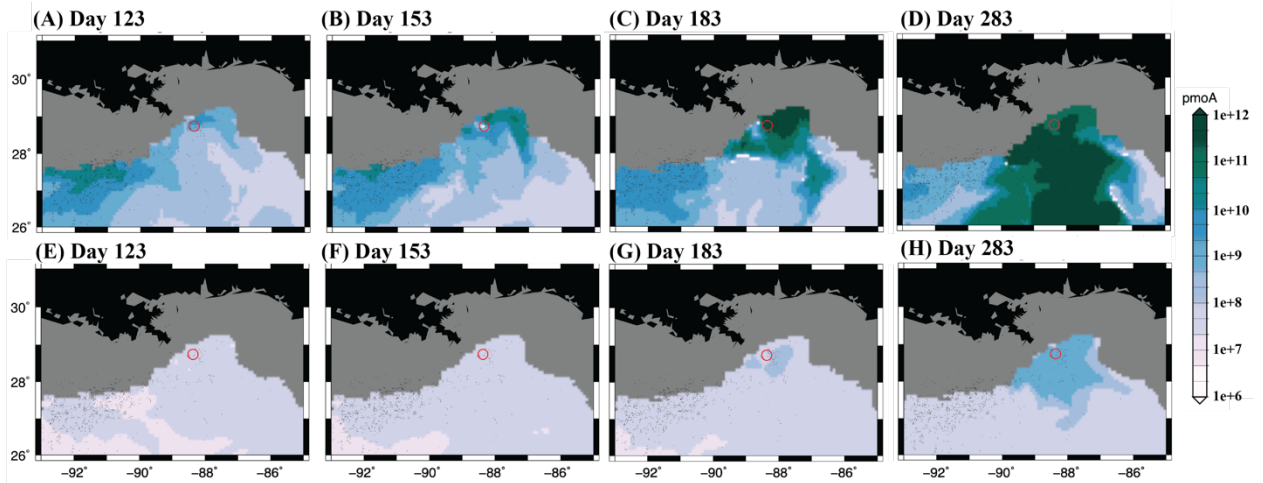 (A) Day 123 (B) Day 153 (C) Day 183 (D) Day 283
30°
28°
26°
pmoA
1e+12
1e+11
1e+10
1e+9
1e+8
1e+7
1e+6
(E) Day 123 (F) Day 153 (G) Day 183 (H) Day 283
30°
28°
26°
−92° −90° −88° −86° −92° −90° −88° −86° −92° −90° −88° −86° −92° −90° −88° −86°